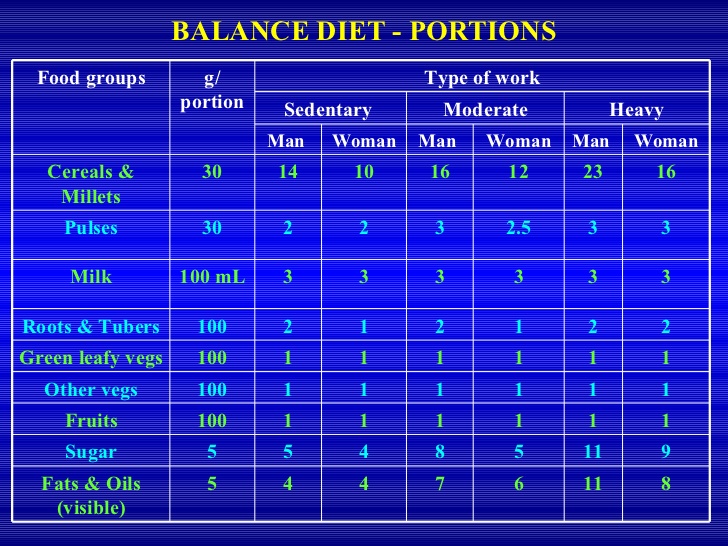 BALANCE DIET - PORTIONS
Food groups g/ portion Type of work
Sedentary Moderate Heavy
Man Woman Man Woman Man Woman
Cereals & Millets 30 14 10 16 12 23 16
Pulses 30 2 2 3 2.5 3 3
Milk 100 mL 3 3 3 3 3 3
Roots & Tubers 100 2 1 2 1 2 2
Green leafy vegs 100 1 1 1 1 1 1
Other vegs 100 1 1 1 1 1 1
Fruits 100 1 1 1 1 1 1
Sugar 5 5 4 8 5 11 9
Fats & Oils (visible) 5 4 4 7 6 11 8